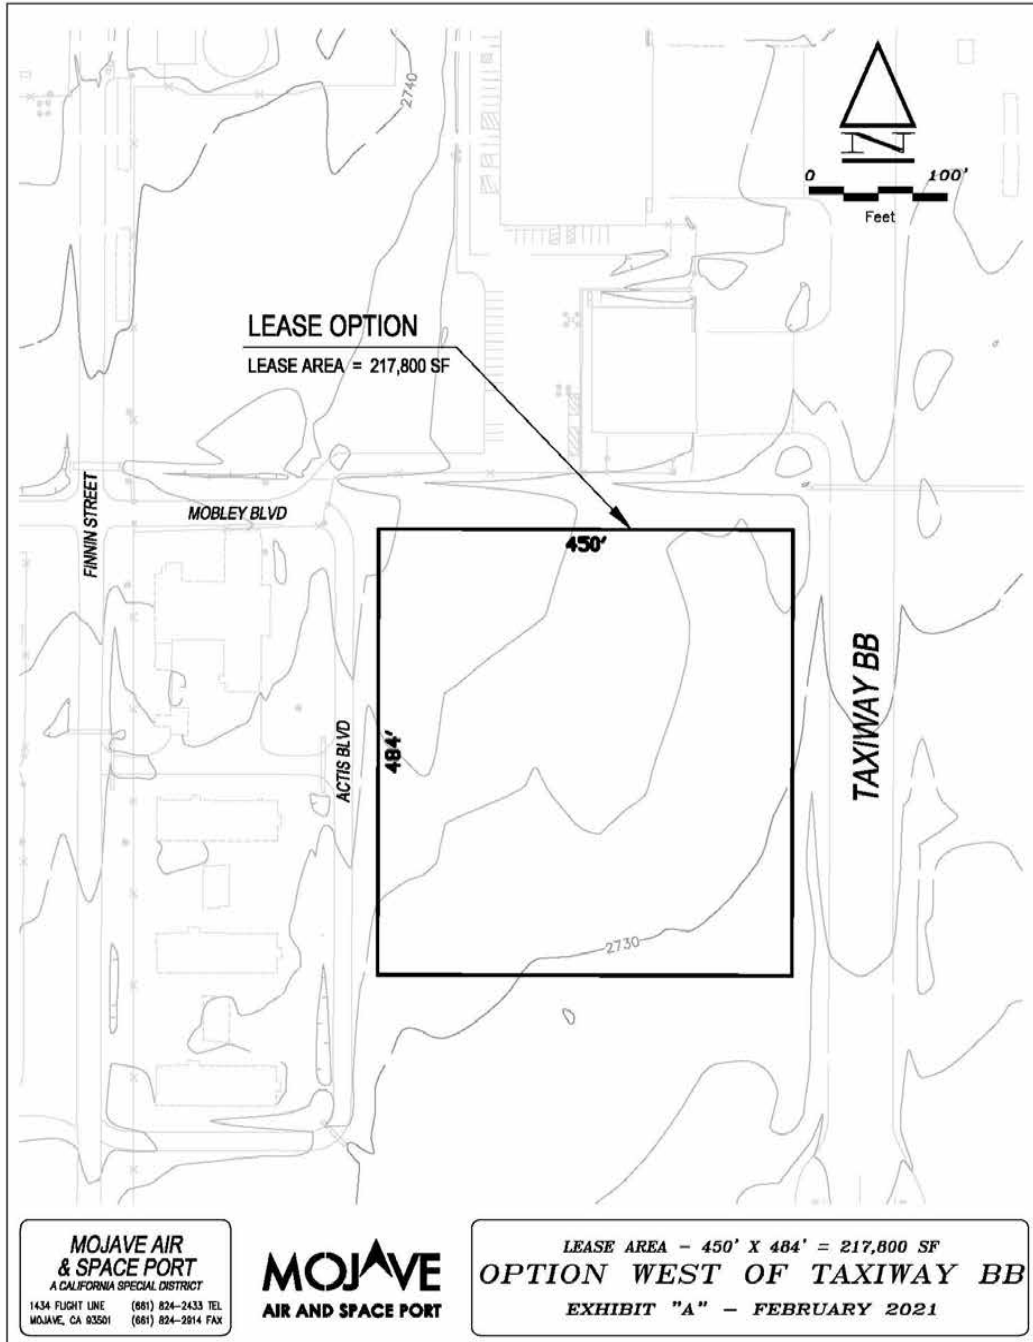 2740
N
0 100'
Feet
LEASE OPTION
LEASE AREA = 217,800 SF
FINNIN STREET
MOBLEY BLVD
450'
484'
ACTIS BLVD
TAXIWAY BB
2730
MOJAVE AIR
& SPACE PORT
A CALIFORNIA SPECIAL DISTRICT
1434 FLIGHT LINE (661) 824-2433 TEL
MOJAVE, CA 93501 (661) 824-2914 FAX
MOJAVE
AIR AND SPACE PORT
LEASE AREA - 450' X 484' = 217,800 SF
OPTION WEST OF TAXIWAY BB
EXHIBIT "A" - FEBRUARY 2021